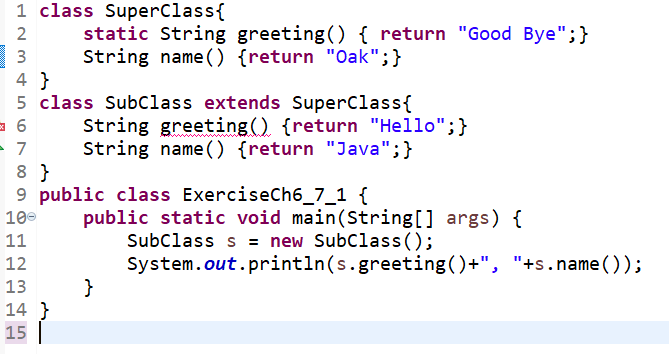 1 class SuperClass{
2     static String greeting() { return "Good Bye";}
3     String name() {return "Oak";}
4 }
5 class SubClass extends SuperClass{
6     String greeting() {return "Hello";}
7     String name() {return "Java";}
8 }
9 public class ExerciseCh6_7_1 {
10     public static void main(String[] args) {
11         SubClass s = new SubClass();
12         System.out.println(s.greeting()+", "+s.name());
13     }
14 }
15